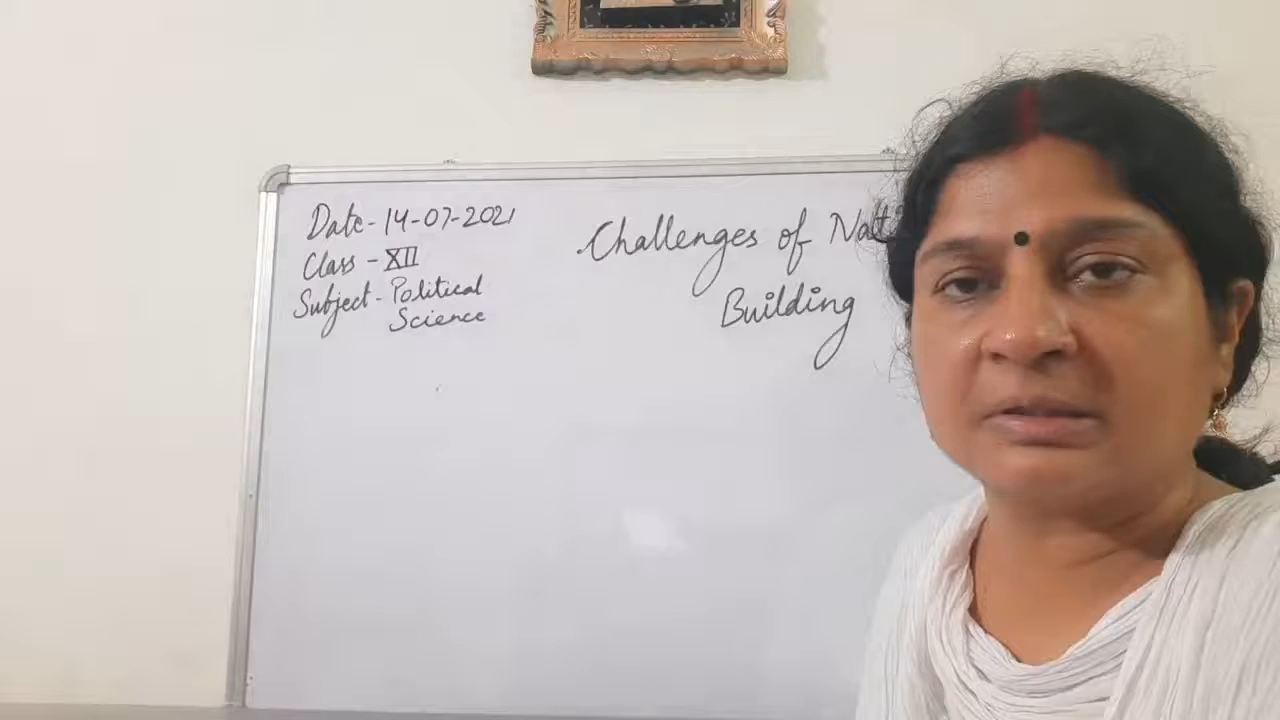 Date-14-07-2021
Class - XII
Subject- Political
Science
Challenges of
Building